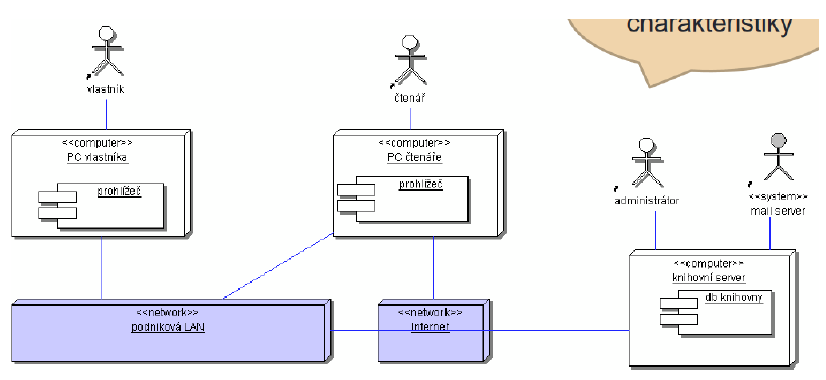 charakteristiky
vlastník
čtenář
<<computer>>
PC vlastníka
prohlížeč
<<computer>>
PC čtenáře
prohlížeč
administrátor
<<system>>
mail server
<<computer>>
knihovní server
db knihovny
<<network>>
podniková LAN
<<network>>
Internet